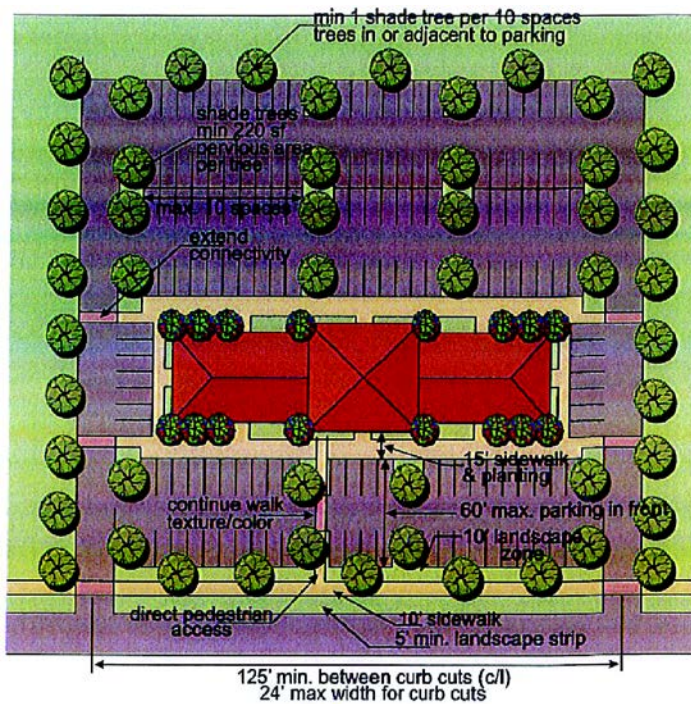 min 1 shade tree per 10 spaces
trees in or adjacent to parking
shade trees
min 220 sf
pervious area
per tree
max. 10 spaces
extend
connectivity
15' sidewalk
& planting
continue walk
texture/color
60' max. parking in front
10' landscape
zone
direct pedestrian
access
10' sidewalk
5' min. landscape strip
125' min. between curb cuts (c/l)
24' max width for curb cuts